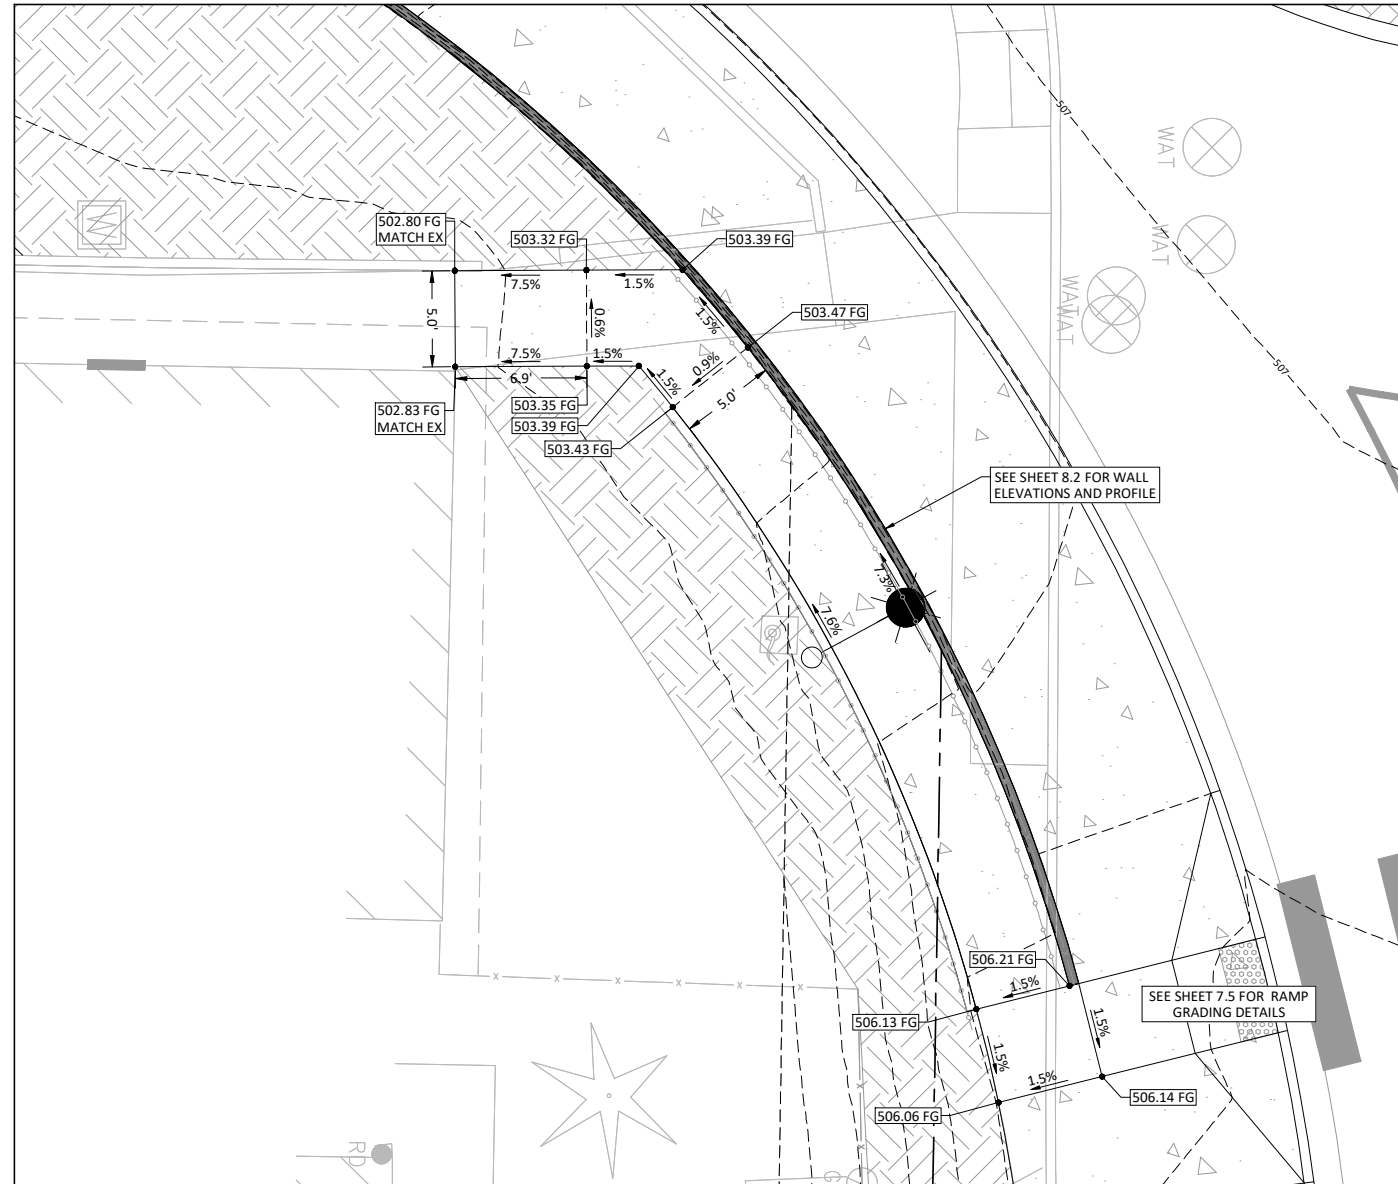 507
WAT
WAT
WAT
WAT
507
502.80 FG
MATCH EX
503.32 FG
503.39 FG
7.5%
1.5%
5.0'
0.6%
1.5%
503.47 FG
7.5%
1.5%
0.9%
1.5%
5.0'
6.9'
502.83 FG
MATCH EX
503.35 FG
503.39 FG
503.43 FG
SEE SHEET 8.2 FOR WALL
ELEVATIONS AND PROFILE
7.3%
7.6%
506.21 FG
1.5%
506.13 FG
SEE SHEET 7.5 FOR RAMP
GRADING DETAILS
1.5%
1.5%
1.5%
506.06 FG
506.14 FG
RD